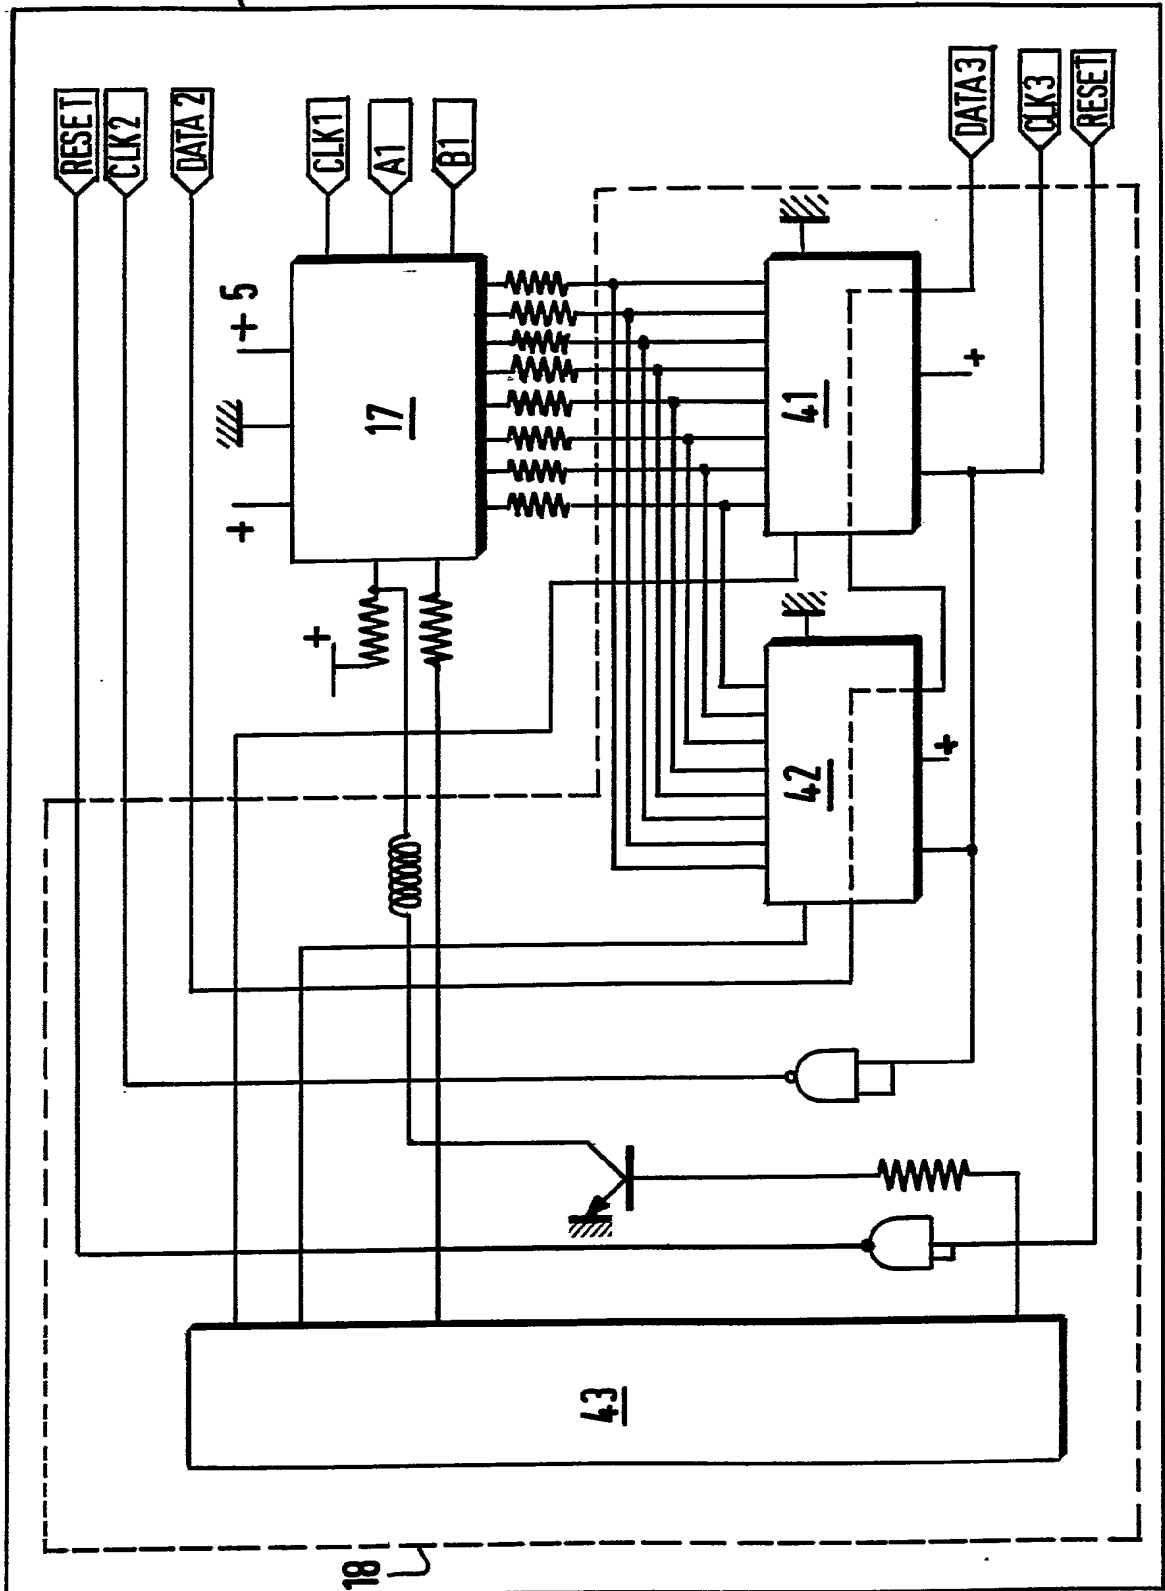 RESET
CLK2
DATA 2
CLK1
A1
B1
DATA3
CLK3
RESET
+ 5
+
17
+
41
+
42
+
43
18